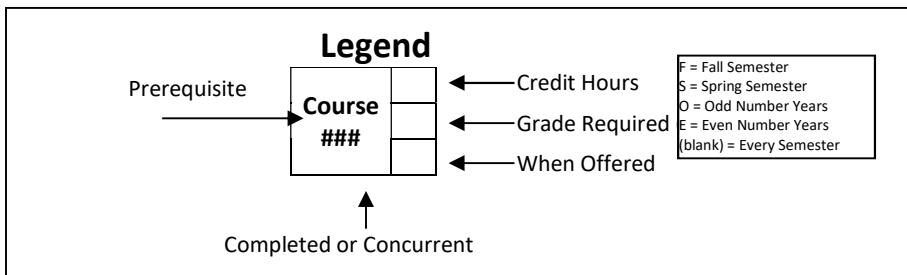 Legend
Prerequisite
Course
###
Credit Hours
Grade Required
When Offered
Completed or Concurrent
F = Fall Semester
S = Spring Semester
O = Odd Number Years
E = Even Number Years
(blank) = Every Semester